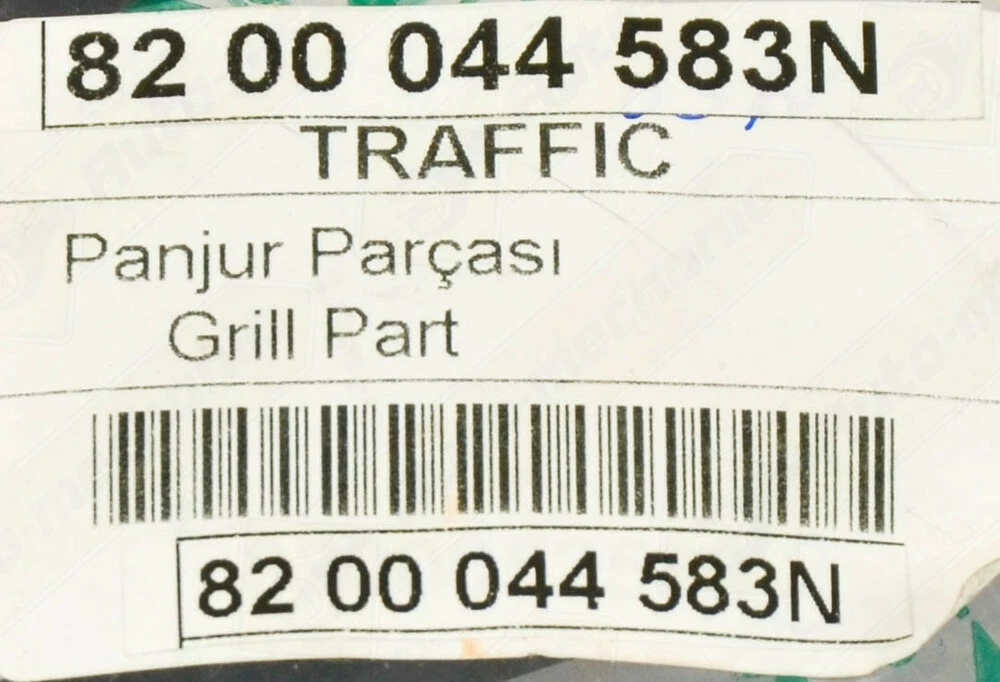 82 00 044 583N
TRAFFIC
Panjur Parçası
Grill Part
82 00 044 583N